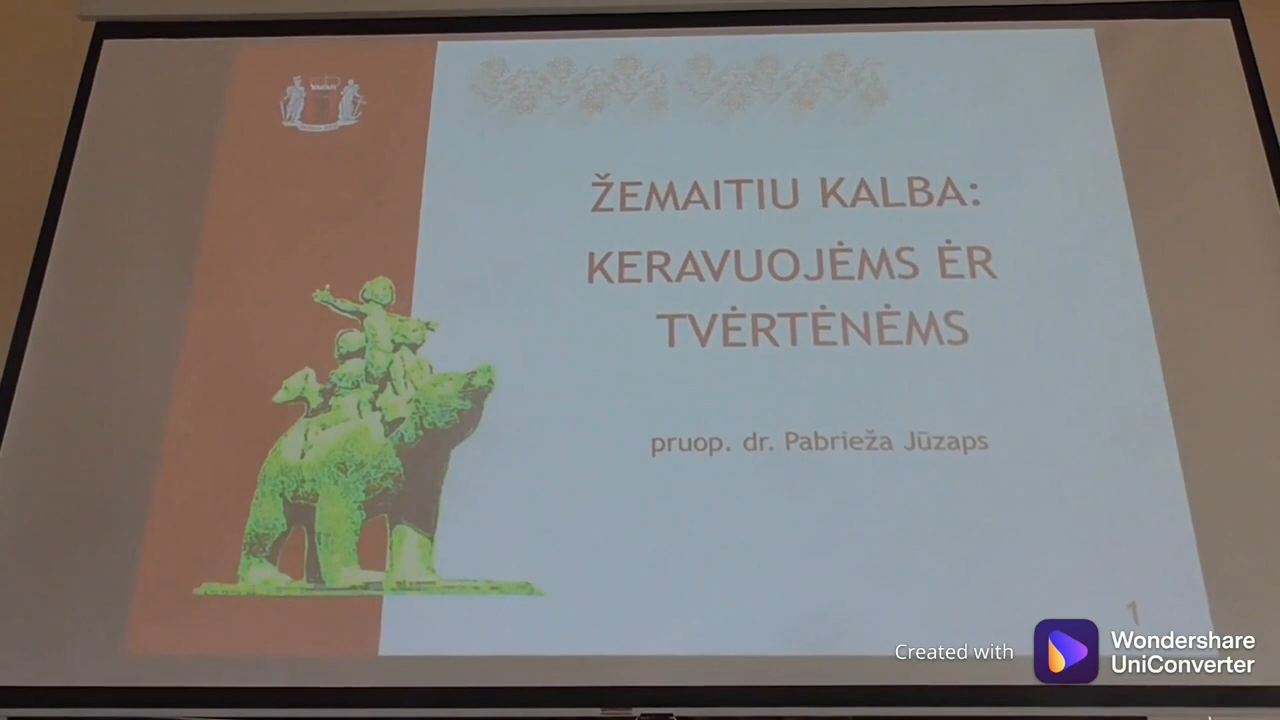 ŽEMAITIU KALBA:
KERAVUOJĖMS ĖR
TVĖRTĖNĖMS
pruop. dr. Pabrieža Jūzaps
1
Created with
Wondershare
UniConverter